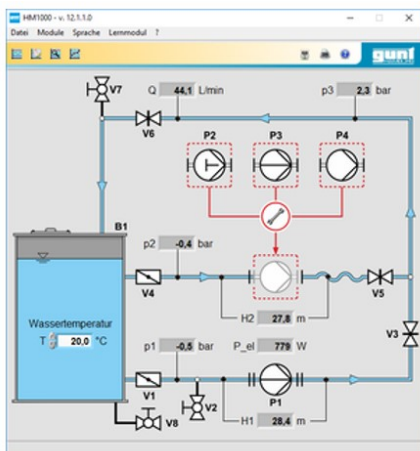 HM1000 - v. 12.1.1.0
Datei Module Sprache Lernmodul ?
gunt
V7
Q 44,1 L/min
p3 2,3 bar
V6
P2 P3 P4
B1
p2 -0,4 bar
V4
V5
H2 27,8 m
V3
Wassertemperatur
T 20,0 °C
p1 -0,5 bar
P_el 779 W
V1
V2
P1
V8
H1 28,4 m